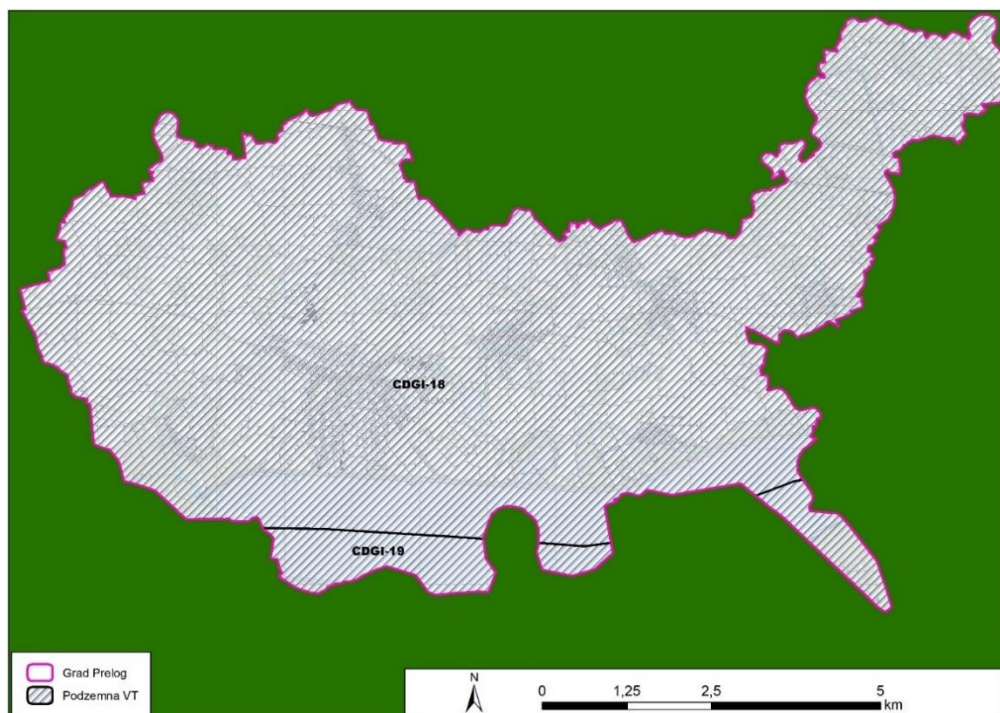 CDGI-18
CDGI-19
Grad Prelog
Podzemna VT
N
0 1,25 2,5 5
km